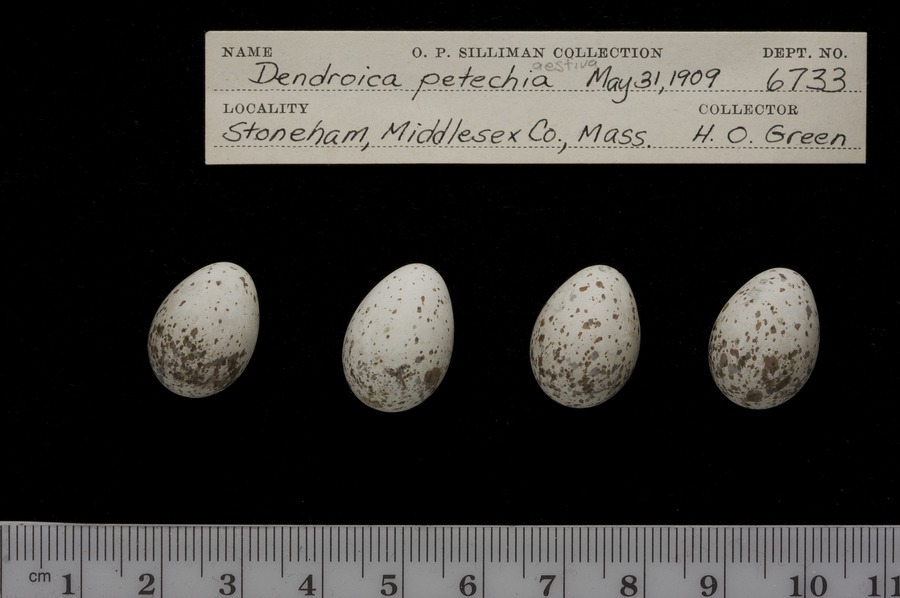 NAME O. P. SILLIMAN COLLECTION DEPT. NO.
aestiva
Dendroica petechia May 31, 1909 6733
LOCALITY COLLECTOR
Stoneham, Middlesex Co., Mass. H. O. Green
cm 1 2 3 4 5 6 7 8 9 10 11